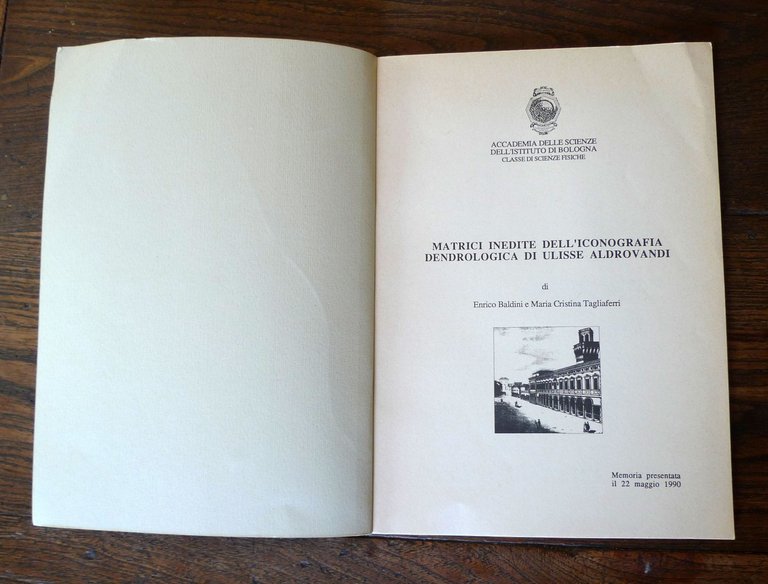 ACCADEMIA DELLE SCIENZE
DELL'ISTITUTO DI BOLOGNA
CLASSE DI SCIENZE FISICHE
MATRICI INEDITE DELL'ICONOGRAFIA
DENDROLOGICA DI ULISSE ALDROVANDI
di
Enrico Baldini e Maria Cristina Tagliaferri
Memoria presentata
il 22 maggio 1990